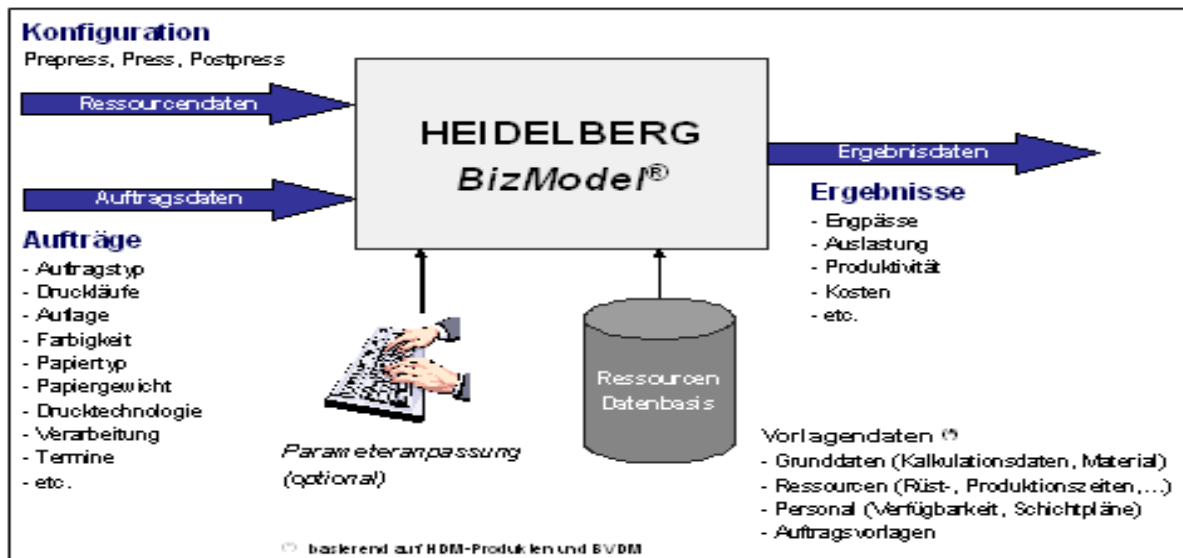 Konfiguration
Prepress, Press, Postpress
Ressourcendaten
HEIDELBERG
BizModel®
Auftragsdaten
Ergebnisdaten
Aufträge
- Auftragstyp
- Druckläufe
- Auflage
- Farbigkeit
- Papiertyp
- Papiergewicht
- Drucktechnologie
- Verarbeitung
- Termine
- etc.
Parameteranpassung
(optional)
Ressourcen
Datenbasis
Ergebnisse
- Engpässe
- Auslastung
- Produktivität
- Kosten
- etc.
Vorlagendaten (*)
- Grunddaten (Kalkulationsdaten, Material)
- Ressourcen (Rüst-, Produktionszeiten,...)
- Personal (Verfügbarkeit, Schichtpläne)
- Auftragsvorlagen
(*) basierend auf HDM-Produkten und BVDM